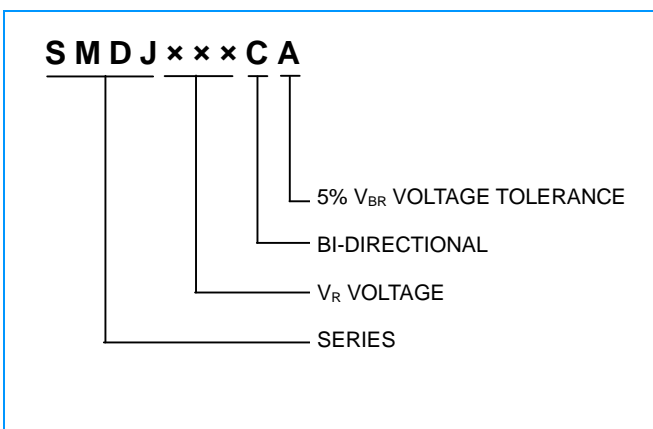 SMDJ×××CA
5% VBR VOLTAGE TOLERANCE
BI-DIRECTIONAL
VR VOLTAGE
SERIES